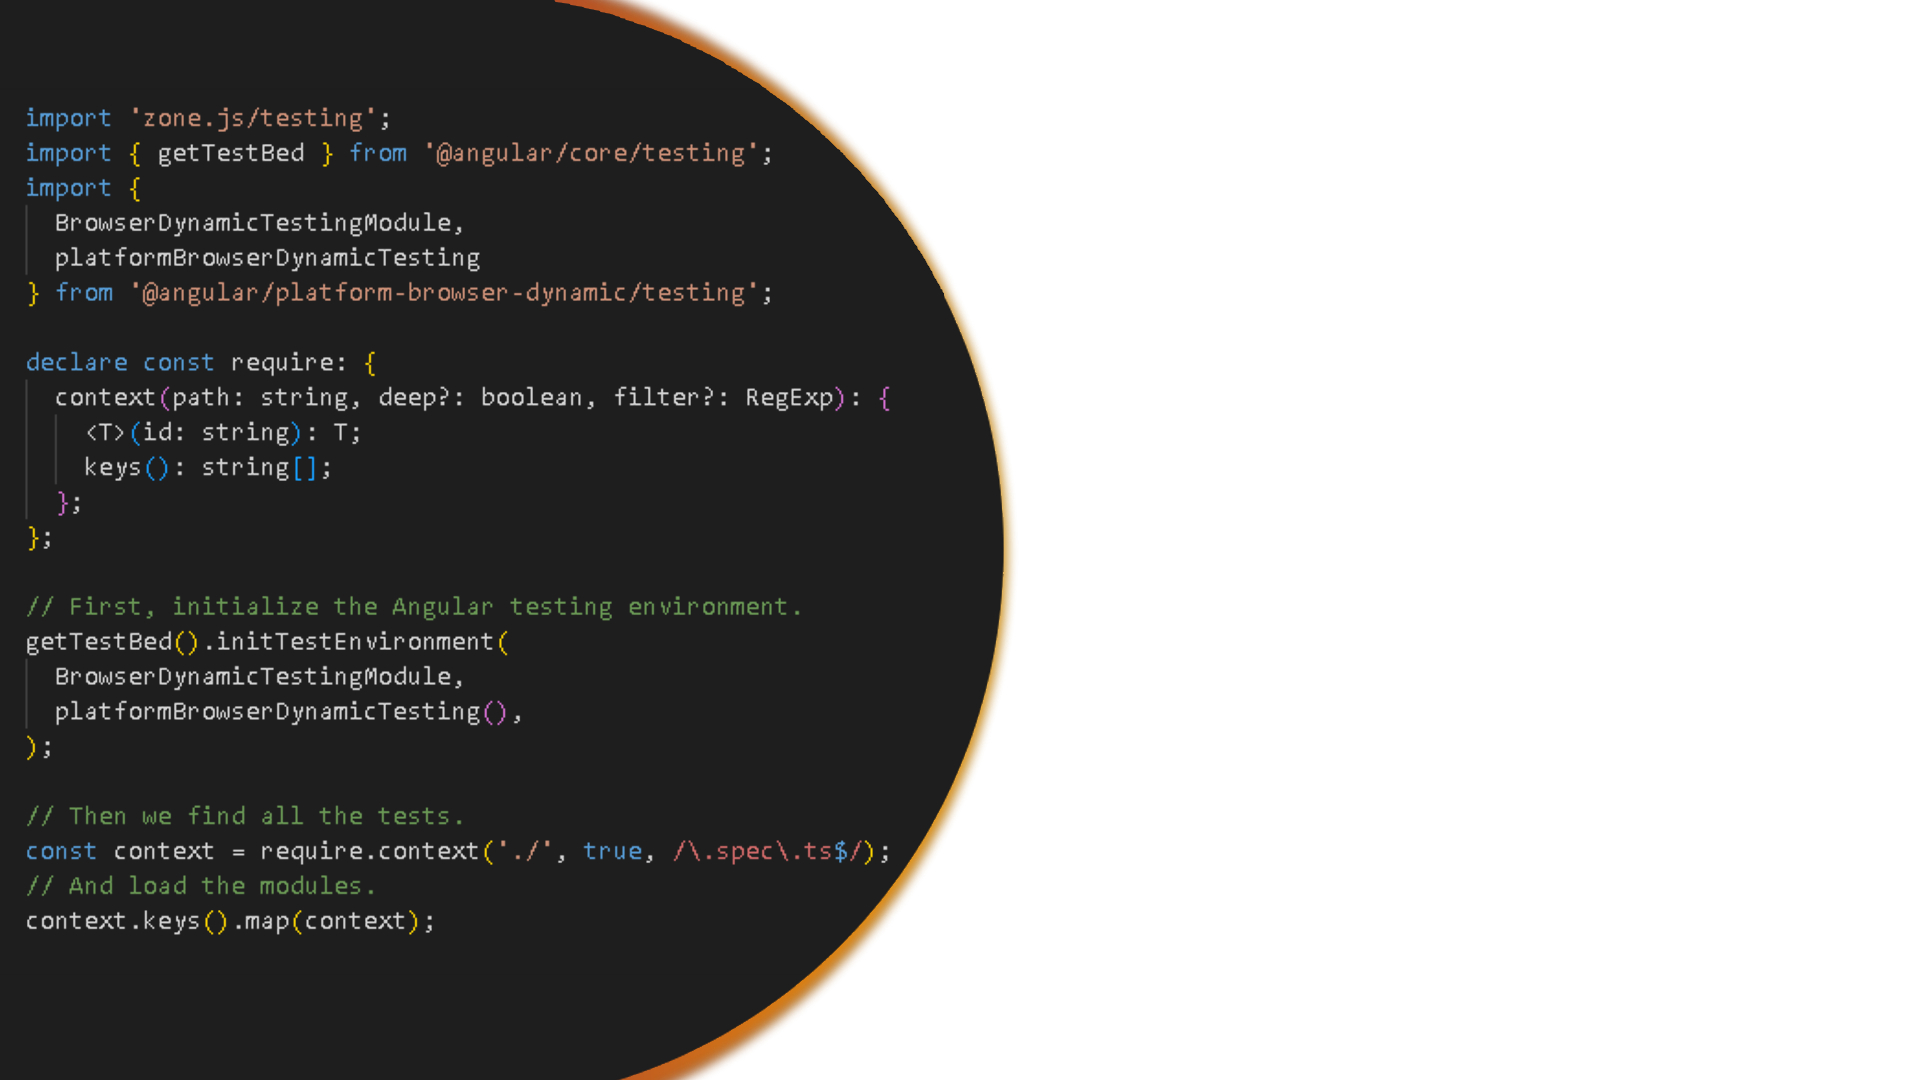 import 'zone.js/testing';
import { getTestBed } from '@angular/core/testing';
import {
  BrowserDynamicTestingModule,
  platformBrowserDynamicTesting
} from '@angular/platform-browser-dynamic/testing';

declare const require: {
  context(path: string, deep?: boolean, filter?: RegExp): {
    <T>(id: string): T;
    keys(): string[];
  };
};

// First, initialize the Angular testing environment.
getTestBed().initTestEnvironment(
  BrowserDynamicTestingModule,
  platformBrowserDynamicTesting(),
);

// Then we find all the tests.
const context = require.context('./', true, /\.spec\.ts$/);
// And load the modules.
context.keys().map(context);